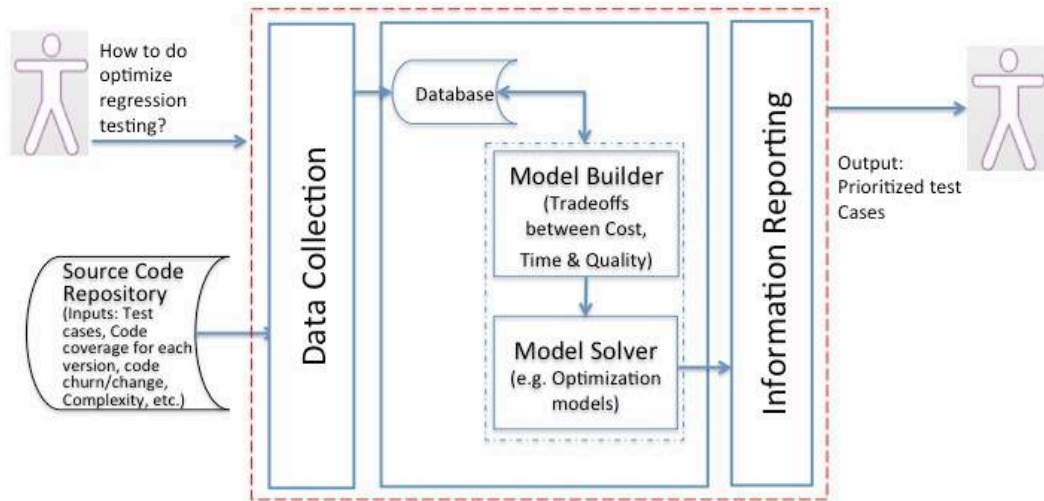 How to do
optimize
regression
testing?
Source Code
Repository
(Inputs: Test
cases, Code
coverage for each
version, code
churn/change,
Complexity, etc.)
Data Collection
Database
Model Builder
(Tradeoffs
between Cost,
Time & Quality)
Model Solver
(e.g. Optimization
models)
Information Reporting
Output:
Prioritized test
Cases